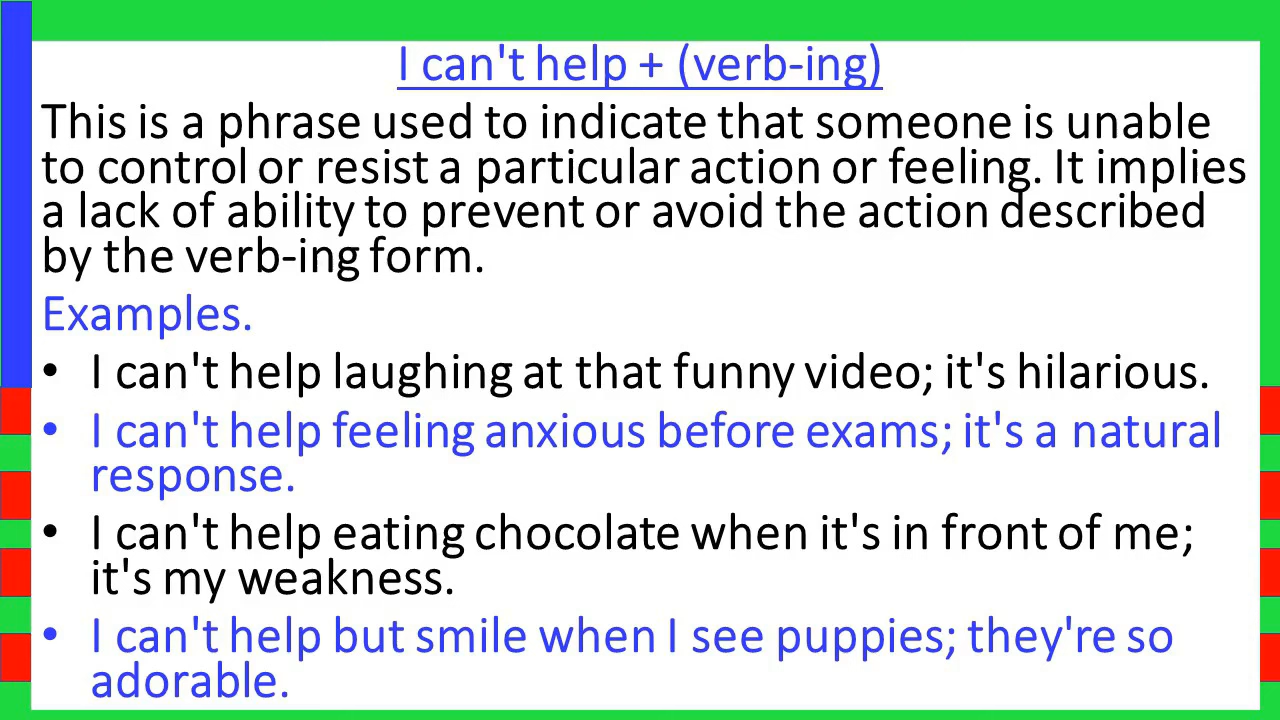 I can't help + (verb-ing)
This is a phrase used to indicate that someone is unable
to control or resist a particular action or feeling. It implies
a lack of ability to prevent or avoid the action described
by the verb-ing form.
Examples.
• I can't help laughing at that funny video; it's hilarious.
• I can't help feeling anxious before exams; it's a natural
response.
• I can't help eating chocolate when it's in front of me;
it's my weakness.
• I can't help but smile when I see puppies; they're so
adorable.